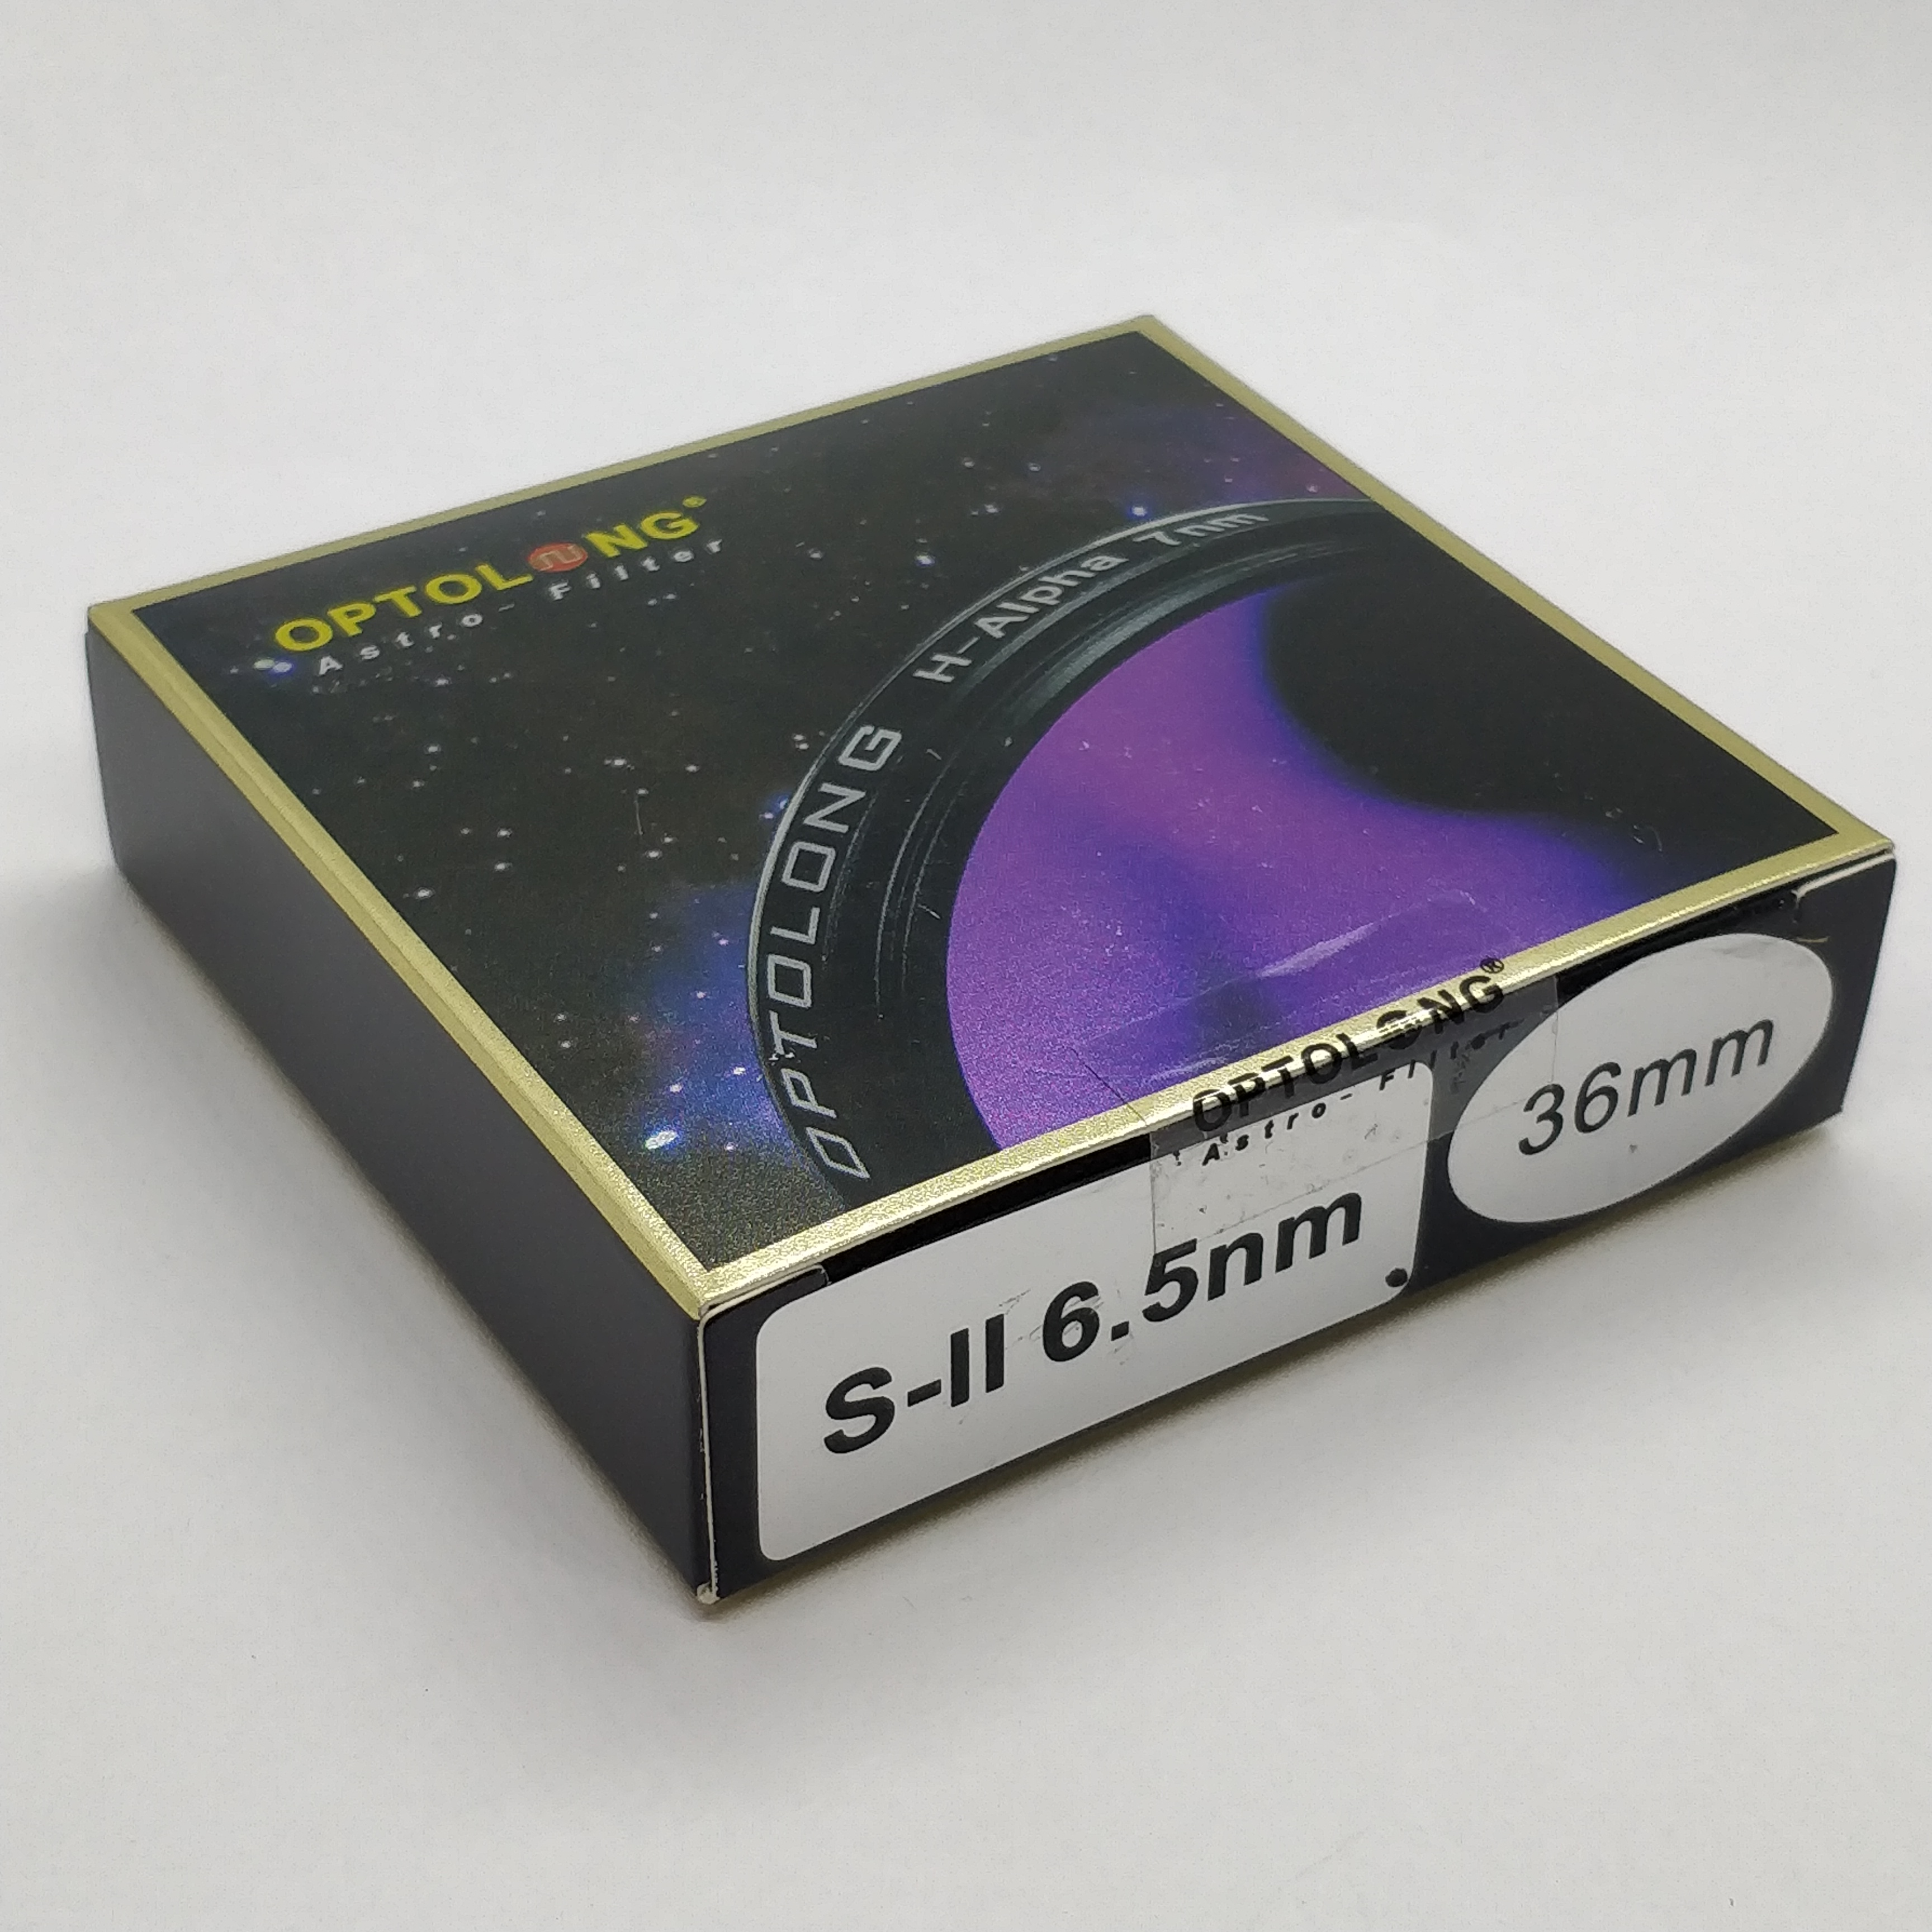 OPTOLONG®
Astro-Filter
OPTOLONG H-Alpha 7nm
OPTOLONG®
Astro-Filter
S-II 6.5nm
36mm